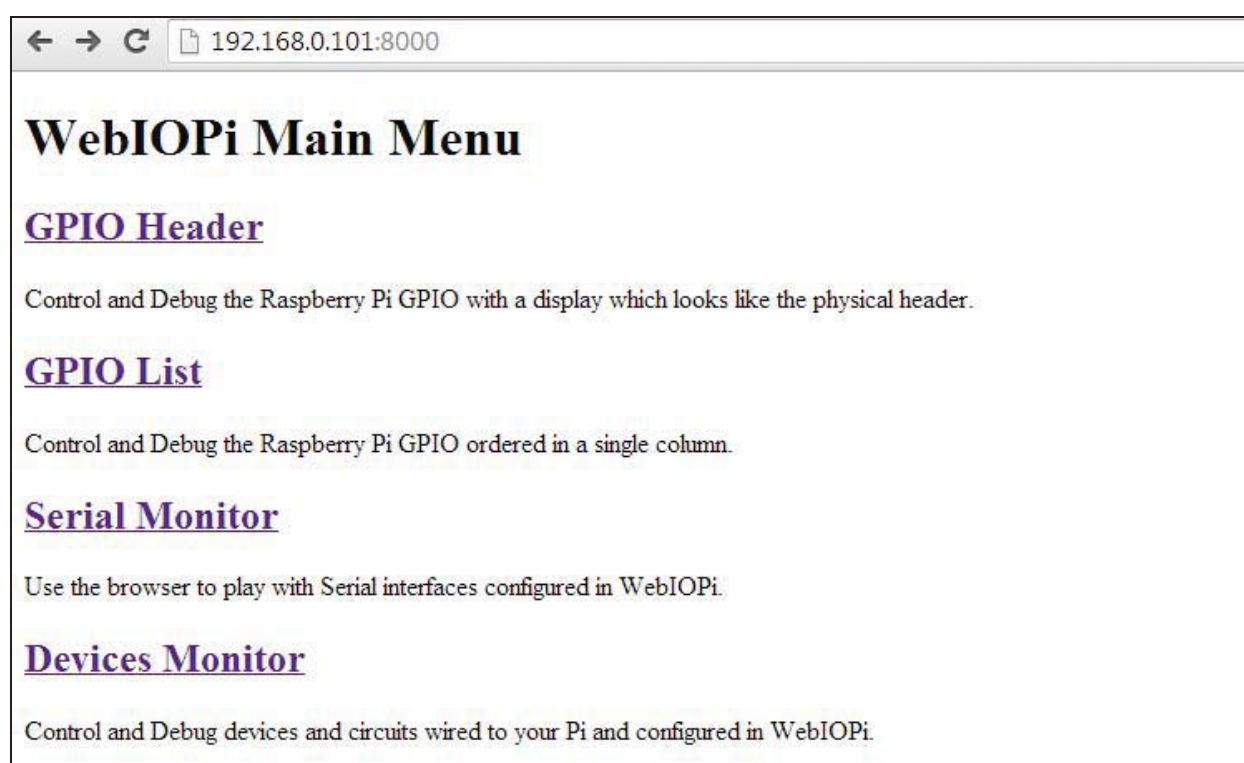 192.168.0.101:8000
WebIOPi Main Menu
GPIO Header
Control and Debug the Raspberry Pi GPIO with a display which looks like the physical header.
GPIO List
Control and Debug the Raspberry Pi GPIO ordered in a single column.
Serial Monitor
Use the browser to play with Serial interfaces configured in WebIOPi.
Devices Monitor
Control and Debug devices and circuits wired to your Pi and configured in WebIOPi.